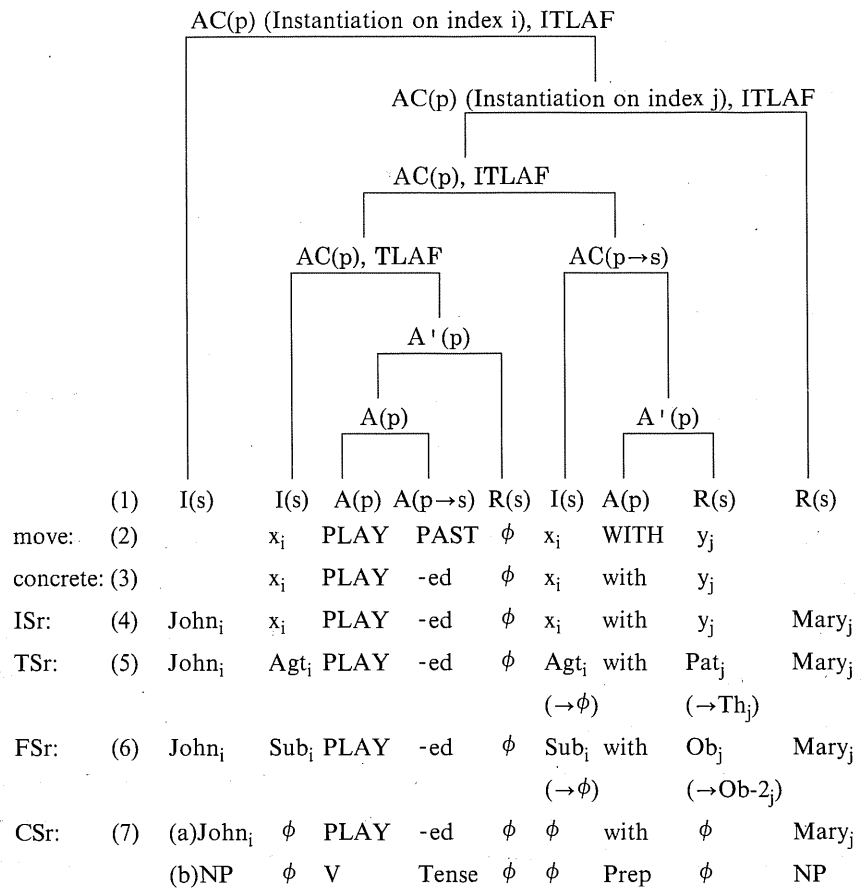 AC(p) (Instantiation on index i), ITLAF
AC(p) (Instantiation on index j), ITLAF
AC(p), ITLAF
AC(p), TLAF AC(p→s)
A'(p)
A(p) A'(p)
(1) I(s) I(s) A(p) A(p→s) R(s) I(s) A(p) R(s) R(s)
move: (2) xᵢ PLAY PAST ϕ xᵢ WITH yⱼ
concrete: (3) xᵢ PLAY -ed ϕ xᵢ with yⱼ
ISr: (4) Johnᵢ xᵢ PLAY -ed ϕ xᵢ with yⱼ Maryⱼ
TSr: (5) Johnᵢ Agtᵢ PLAY -ed ϕ Agtᵢ with Patⱼ Maryⱼ
(→ϕ) (→Thⱼ)
FSr: (6) Johnᵢ Subᵢ PLAY -ed ϕ Subᵢ with Obⱼ Maryⱼ
(→ϕ) (→Ob-2ⱼ)
CSr: (7) (a)Johnᵢ ϕ PLAY -ed ϕ ϕ with ϕ Maryⱼ
(b)NP ϕ V Tense ϕ ϕ Prep ϕ NP